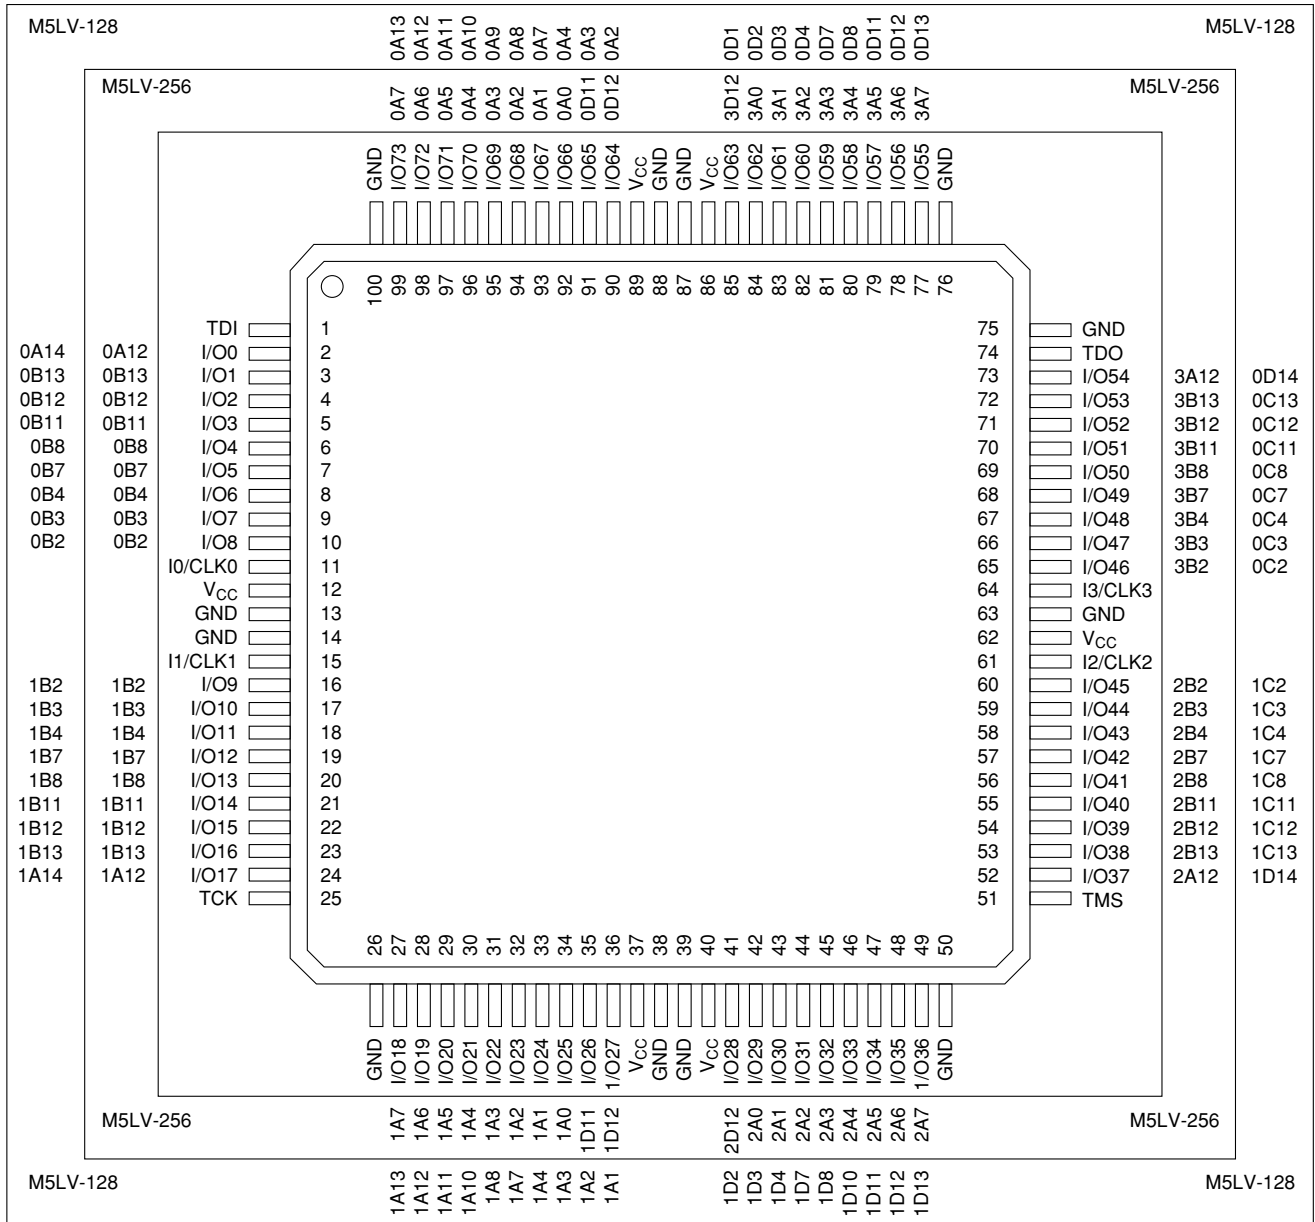 M5LV-128 0A13 0A12 0A11 0A10 0A9 0A8 0A7 0A4 0A3 0A2 3D1 0D2 0D3 0D4 0D7 0D8 0D11 0D12 0D13 M5LV-128
M5LV-256 0A7 0A6 0A5 0A4 0A3 0A2 0A1 0A0 0D11 0D12 3D12 3A0 3A1 3A2 3A3 3A4 3A5 3A6 3A7 M5LV-256
GND I/O73 I/O72 I/O71 I/O70 I/O69 I/O68 I/O67 I/O66 I/O65 I/O64 VCC GND GND VCC I/O63 I/O62 I/O61 I/O60 I/O59 I/O58 I/O57 I/O56 I/O55 GND
100 99 98 97 96 95 94 93 92 91 90 89 88 87 86 85 84 83 82 81 80 79 78 77 76
TDI 1 75 GND
0A14 0A12 I/O0 2 74 TDO
0B13 0B13 I/O1 3 73 I/O54 3A12 0D14
0B12 0B12 I/O2 4 72 I/O53 3B13 0C13
0B11 0B11 I/O3 5 71 I/O52 3B12 0C12
0B8 0B8 I/O4 6 70 I/O51 3B11 0C11
0B7 0B7 I/O5 7 69 I/O50 3B8 0C8
0B4 0B4 I/O6 8 68 I/O49 3B7 0C7
0B3 0B3 I/O7 9 67 I/O48 3B4 0C4
0B2 0B2 I/O8 10 66 I/O47 3B3 0C3
I0/CLK0 11 65 I/O46 3B2 0C2
VCC 12 64 I3/CLK3
GND 13 63 GND
GND 14 62 VCC
I1/CLK1 15 61 I2/CLK2
1B2 1B2 I/O9 16 60 I/O45 2B2 1C2
1B3 1B3 I/O10 17 59 I/O44 2B3 1C3
1B4 1B4 I/O11 18 58 I/O43 2B4 1C4
1B7 1B7 I/O12 19 57 I/O42 2B7 1C7
1B8 1B8 I/O13 20 56 I/O41 2B8 1C8
1B11 1B11 I/O14 21 55 I/O40 2B11 1C11
1B12 1B12 I/O15 22 54 I/O39 2B12 1C12
1B13 1B13 I/O16 23 53 I/O38 2B13 1C13
1A14 1A12 I/O17 24 52 I/O37 2A12 1D14
TCK 25 51 TMS
26 27 28 29 30 31 32 33 34 35 36 37 38 39 40 41 42 43 44 45 46 47 48 49 50
GND I/O18 I/O19 I/O20 I/O21 I/O22 I/O23 I/O24 I/O25 I/O26 1/O27 VCC GND GND VCC I/O28 I/O29 I/O30 I/O31 I/O32 I/O33 I/O34 I/O35 1/O36 GND
M5LV-256 1A7 1A6 1A5 1A4 1A3 1A2 1A1 1A0 1D11 1D12 2D12 2A0 2A1 2A2 2A3 2A4 2A5 2A6 2A7 M5LV-256
M5LV-128 1A13 1A12 1A11 1A10 1A8 1A7 1A4 1A3 1A2 1A1 1D2 1D3 1D4 1D7 1D8 1D10 1D11 1D12 1D13 M5LV-128